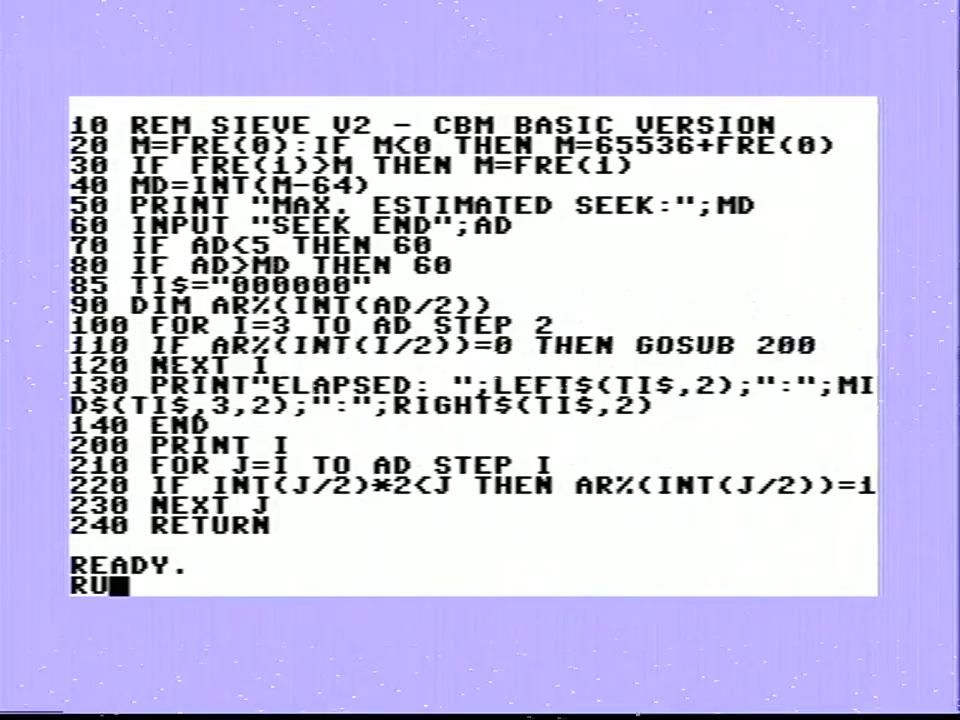 10 REM SIEVE V2 - CBM BASIC VERSION
20 M=FRE(0):IF M<0 THEN M=65536+FRE(0)
30 IF FRE(1)>M THEN M=FRE(1)
40 MD=INT(M-64)
50 PRINT "MAX. ESTIMATED SEEK:";MD
60 INPUT "SEEK END";AD
70 IF AD<5 THEN 60
80 IF AD>MD THEN 60
85 TI$="000000"
90 DIM AR%(INT(AD/2))
100 FOR I=3 TO AD STEP 2
110 IF AR%(INT(I/2))=0 THEN GOSUB 200
120 NEXT I
130 PRINT"ELAPSED: ";LEFT$(TI$,2);":";MI
D$(TI$,3,2);":";RIGHT$(TI$,2)
140 END
200 PRINT I
210 FOR J=I TO AD STEP I
220 IF INT(J/2)*2<J THEN AR%(INT(J/2))=1
230 NEXT J
240 RETURN
READY.
RU